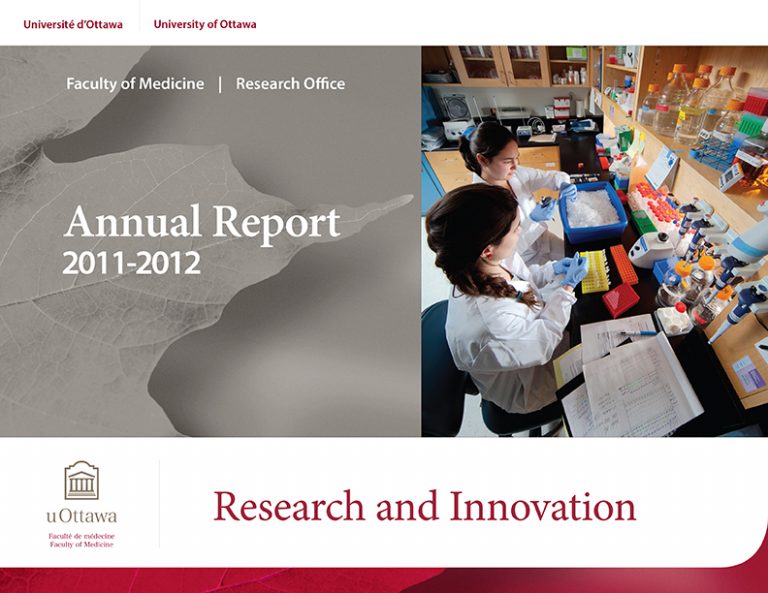 Université d'Ottawa
University of Ottawa
Faculty of Medicine | Research Office
Annual Report
2011-2012
uOttawa
Faculté de médecine
Faculty of Medicine
Research and Innovation